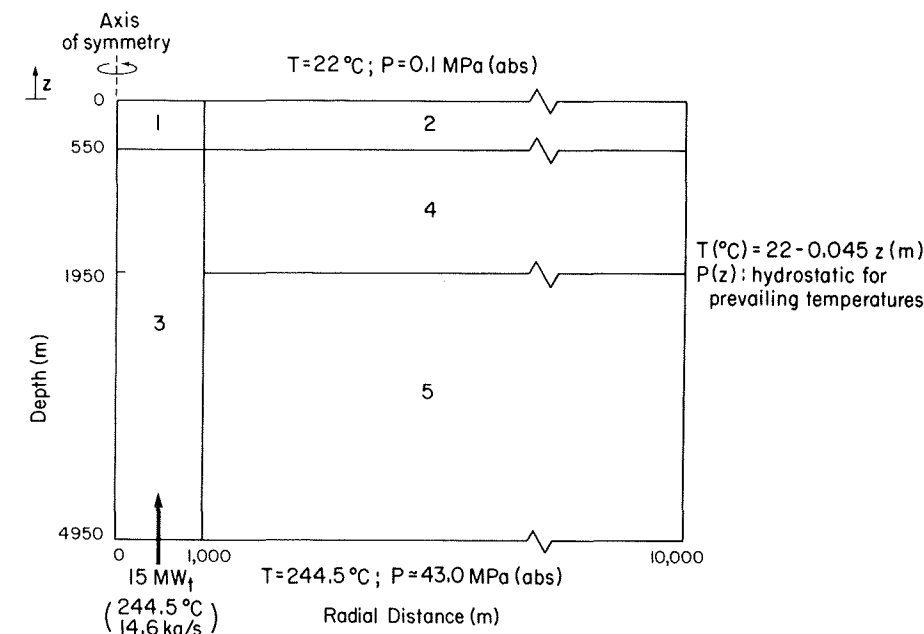 Axis
of symmetry
z
T=22 °C; P=0.1 MPa (abs)
0
1
2
550
4
1950
T(°C) = 22-0.045 z (m)
P(z): hydrostatic for
prevailing temperatures
3
5
Depth (m)
4950
0
1,000
10,000
15 MWt
(244.5 °C
14.6 kg/s)
T=244.5 °C; P≃43.0 MPa (abs)
Radial Distance (m)